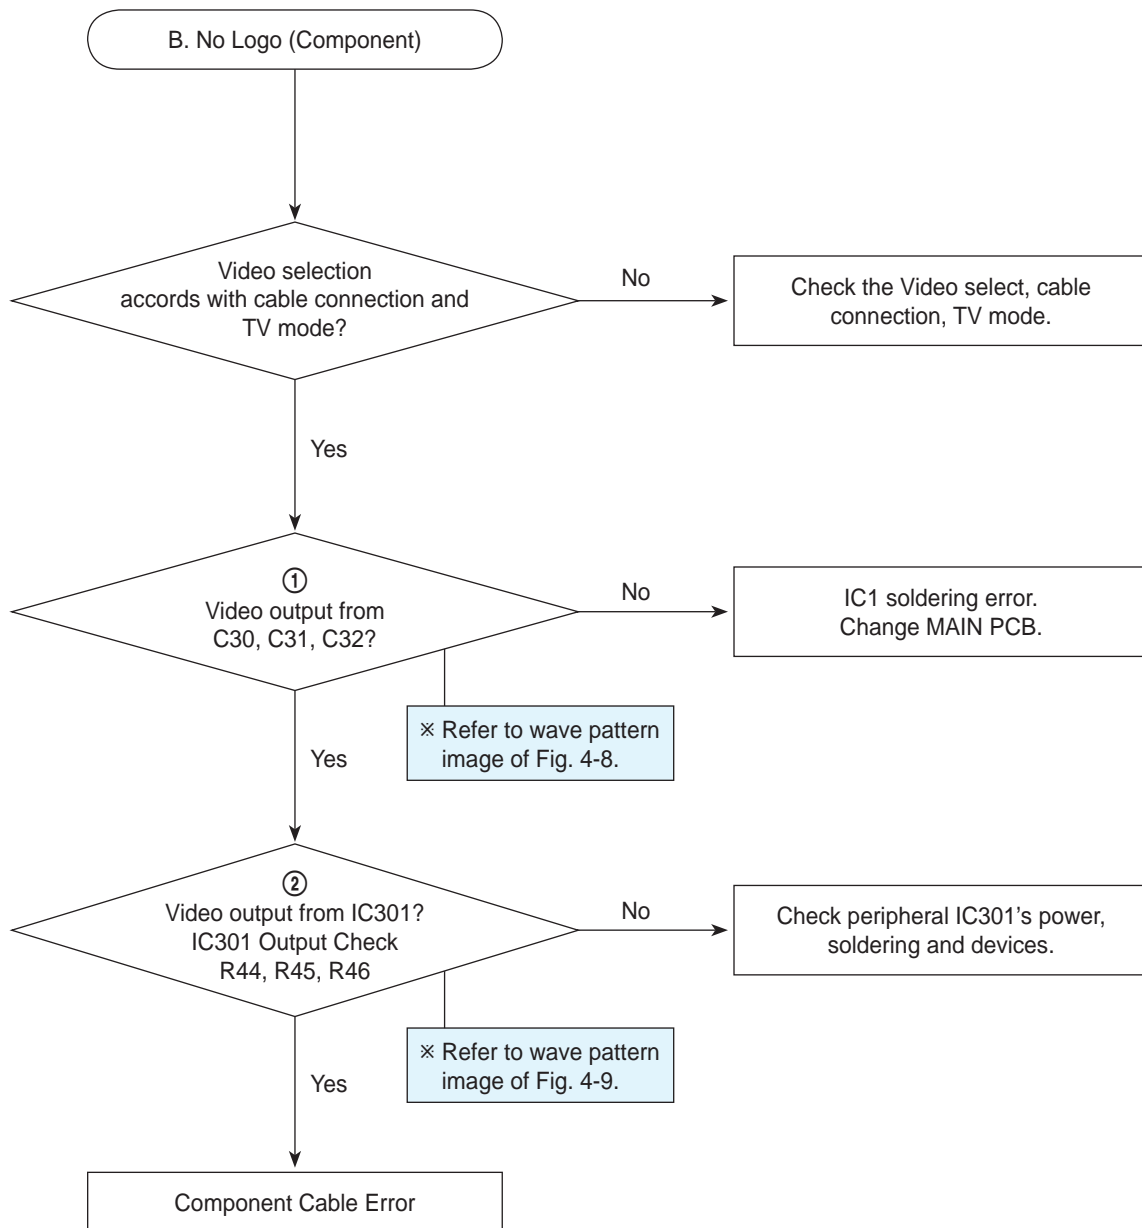 B. No Logo (Component)
Video selection
accords with cable connection and
TV mode?
No
Check the Video select, cable
connection, TV mode.
Yes
①
Video output from
C30, C31, C32?
No
IC1 soldering error.
Change MAIN PCB.
※ Refer to wave pattern
image of Fig. 4-8.
Yes
②
Video output from IC301?
IC301 Output Check
R44, R45, R46
No
Check peripheral IC301’s power,
soldering and devices.
※ Refer to wave pattern
image of Fig. 4-9.
Yes
Component Cable Error